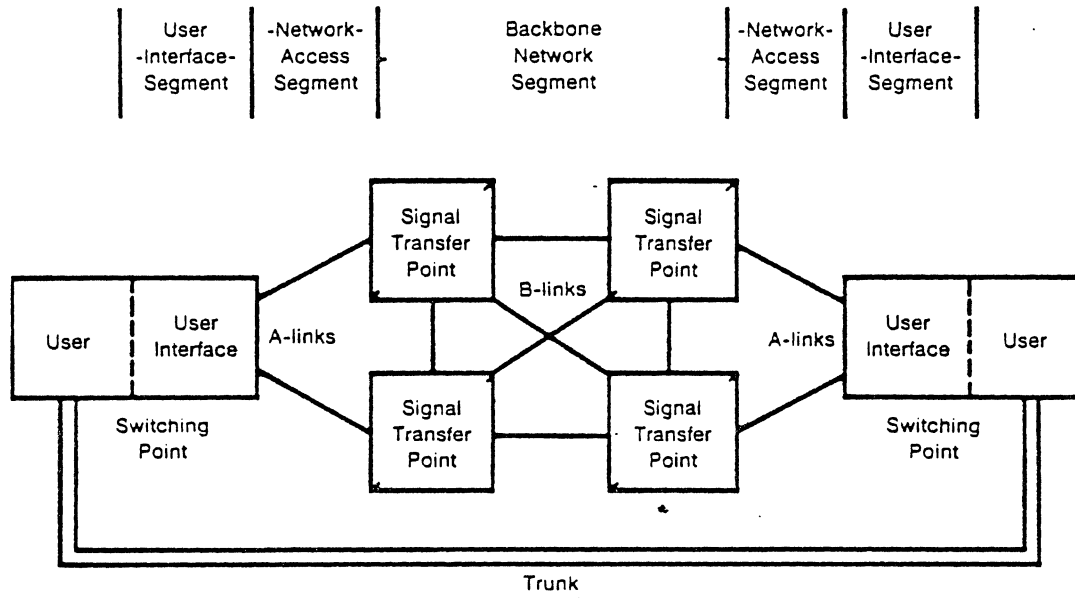 User
-Interface-
Segment
-Network-
Access
Segment
Backbone
Network
Segment
-Network-
Access
Segment
User
-Interface-
Segment
Signal
Transfer
Point
Signal
Transfer
Point
B-links
User
User
Interface
A-links
A-links
User
Interface
User
Signal
Transfer
Point
Signal
Transfer
Point
Switching
Point
Switching
Point
Trunk